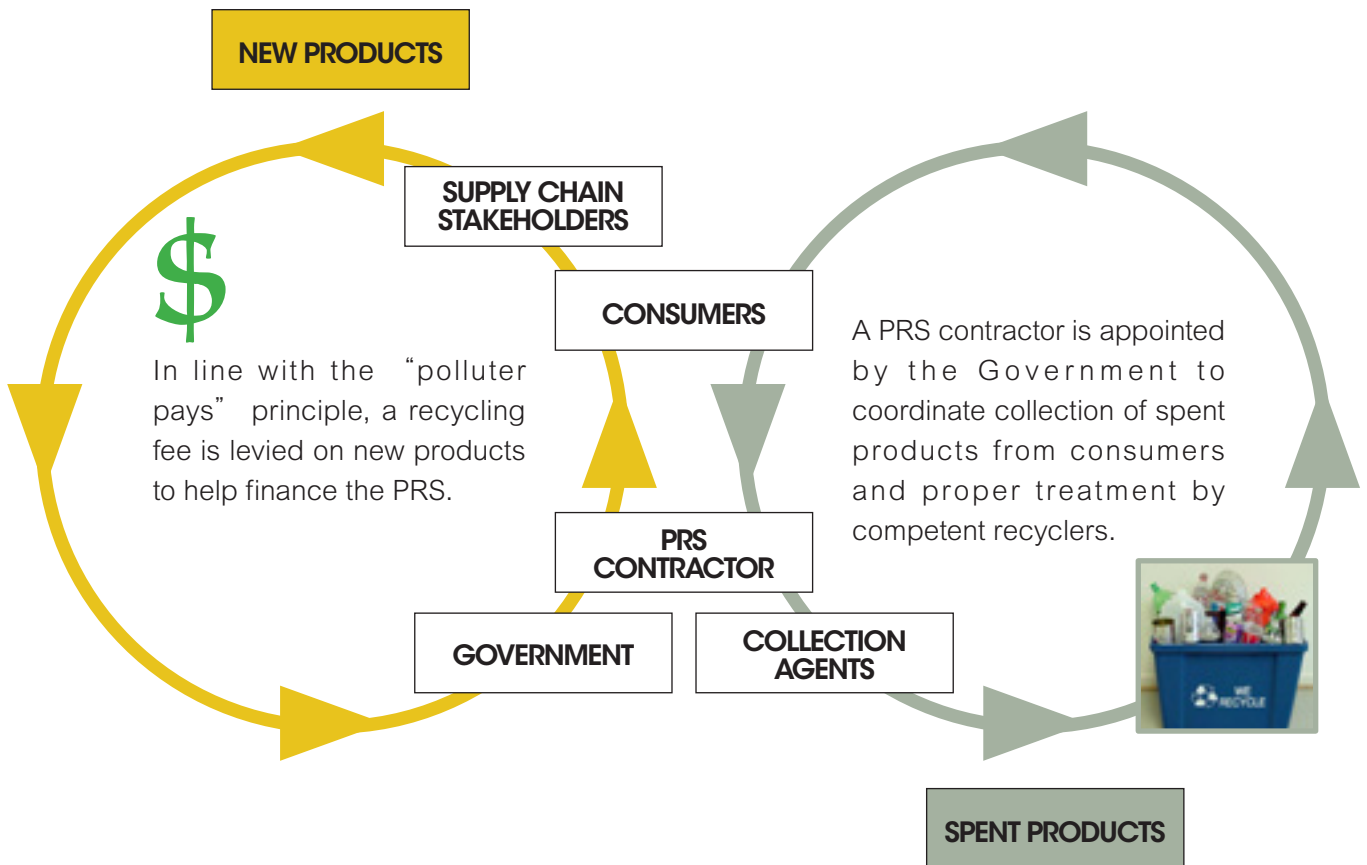 NEW PRODUCTS
SUPPLY CHAIN
STAKEHOLDERS
CONSUMERS
$
In line with the “polluter
pays” principle, a recycling
fee is levied on new products
to help finance the PRS.
A PRS contractor is appointed
by the Government to
coordinate collection of spent
products from consumers
and proper treatment by
competent recyclers.
PRS
CONTRACTOR
GOVERNMENT
COLLECTION
AGENTS
WE
RECYCLE
SPENT PRODUCTS